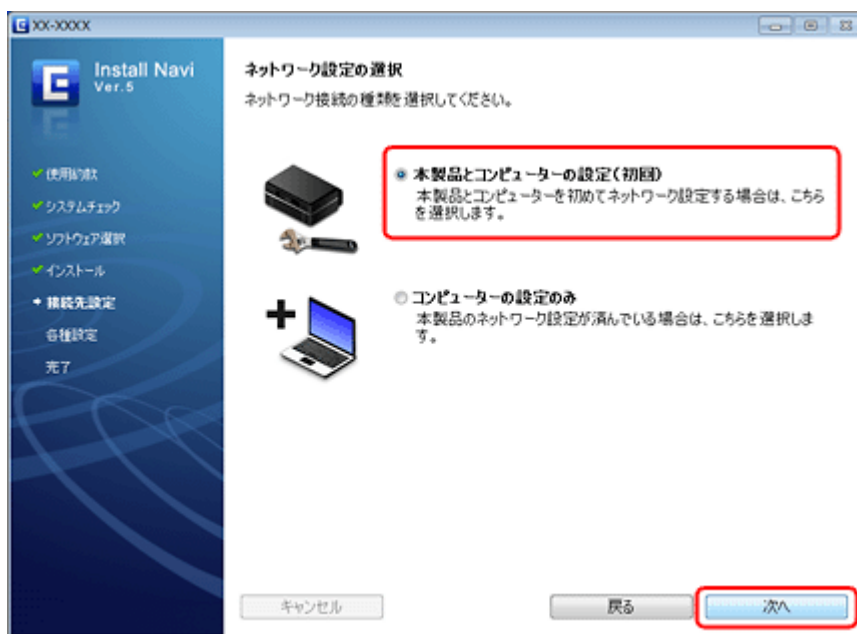 XX-XXXX
Install Navi
Ver.5
使用約款
システムチェック
ソフトウェア選択
インストール
接続先設定
各種設定
完了
ネットワーク設定の選択
ネットワーク接続の種類を選択してください。
本製品とコンピューターの設定(初回)
本製品とコンピューターを初めてネットワーク設定する場合は、こちら
を選択します。
コンピューターの設定のみ
本製品のネットワーク設定が済んでいる場合は、こちらを選択しま
す。
キャンセル
戻る
次へ